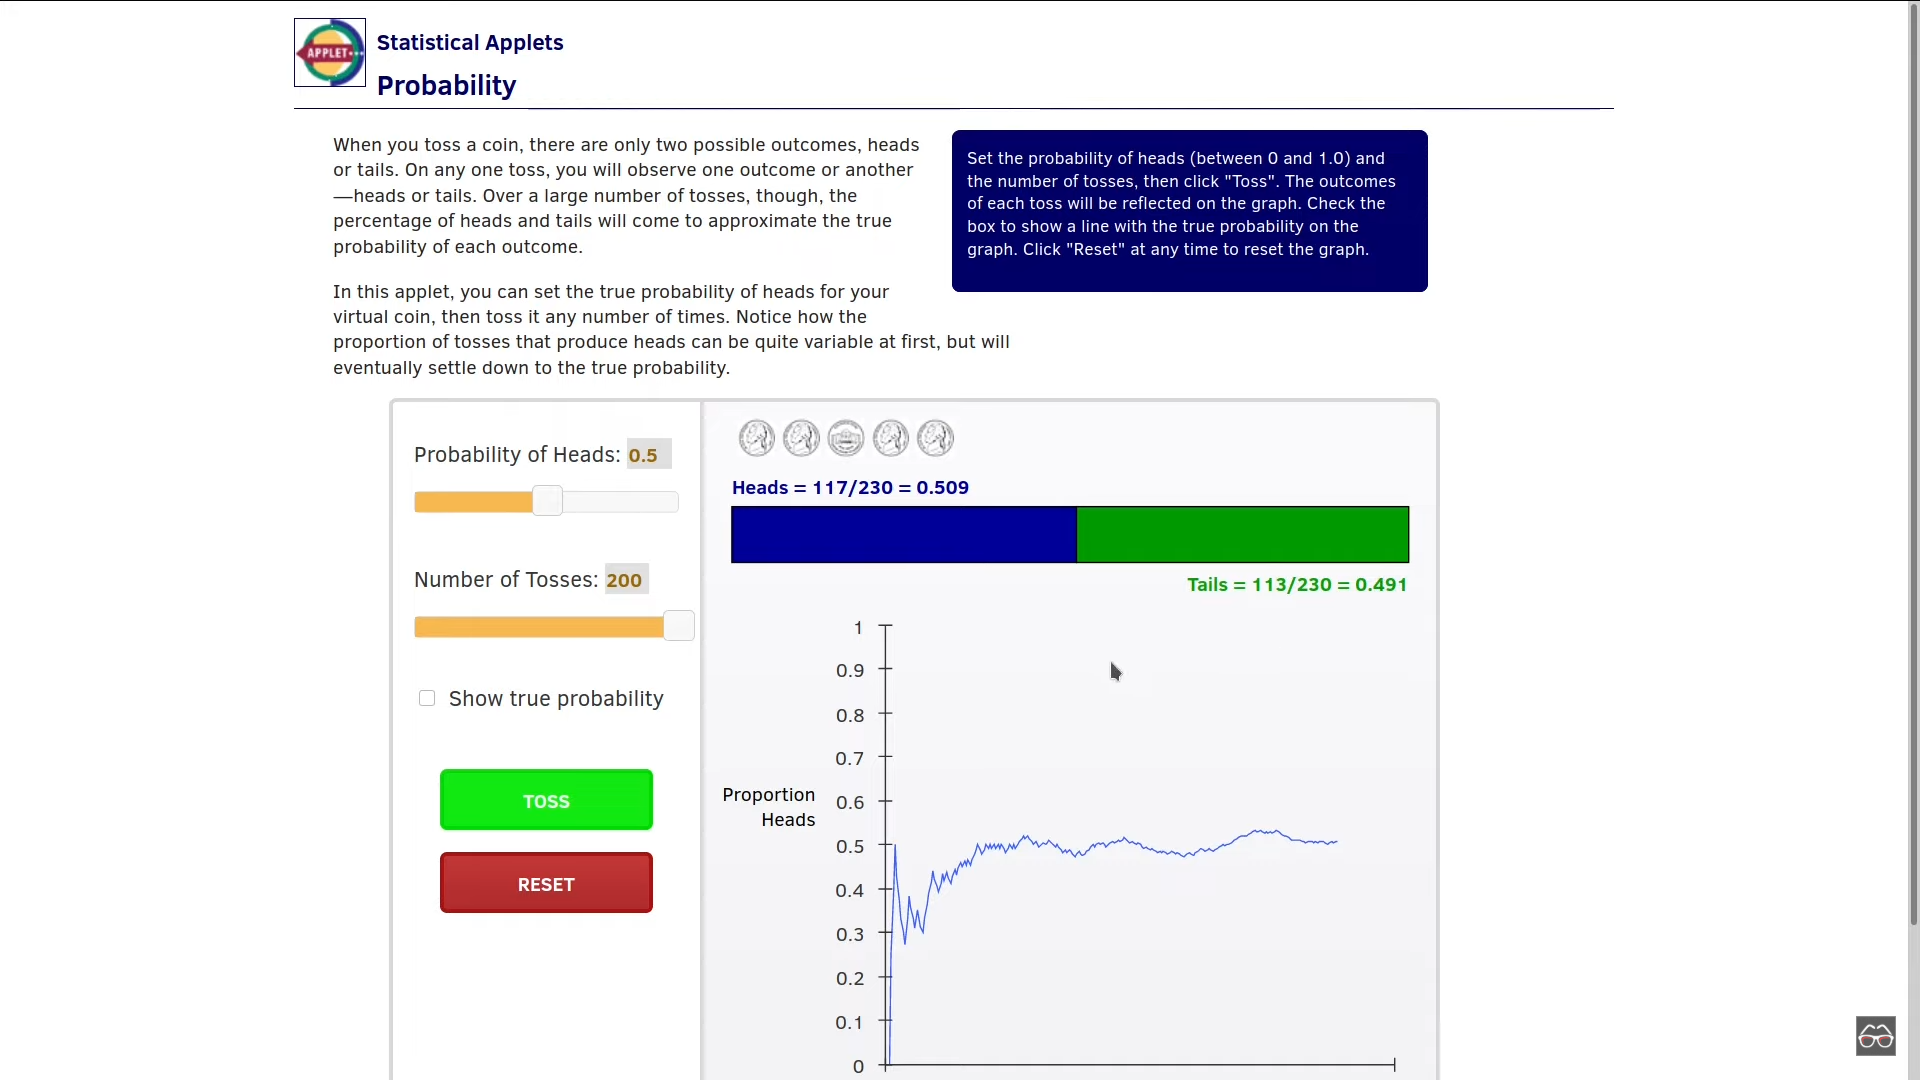 APPLET
Statistical Applets
Probability
When you toss a coin, there are only two possible outcomes, heads
or tails. On any one toss, you will observe one outcome or another
—heads or tails. Over a large number of tosses, though, the
percentage of heads and tails will come to approximate the true
probability of each outcome.
In this applet, you can set the true probability of heads for your
virtual coin, then toss it any number of times. Notice how the
proportion of tosses that produce heads can be quite variable at first, but will
eventually settle down to the true probability.
Set the probability of heads (between 0 and 1.0) and
the number of tosses, then click "Toss". The outcomes
of each toss will be reflected on the graph. Check the
box to show a line with the true probability on the
graph. Click "Reset" at any time to reset the graph.
Probability of Heads: 0.5
Number of Tosses: 200
Show true probability
TOSS
RESET
Heads = 117/230 = 0.509
Tails = 113/230 = 0.491
Proportion
Heads
1
0.9
0.8
0.7
0.6
0.5
0.4
0.3
0.2
0.1
0